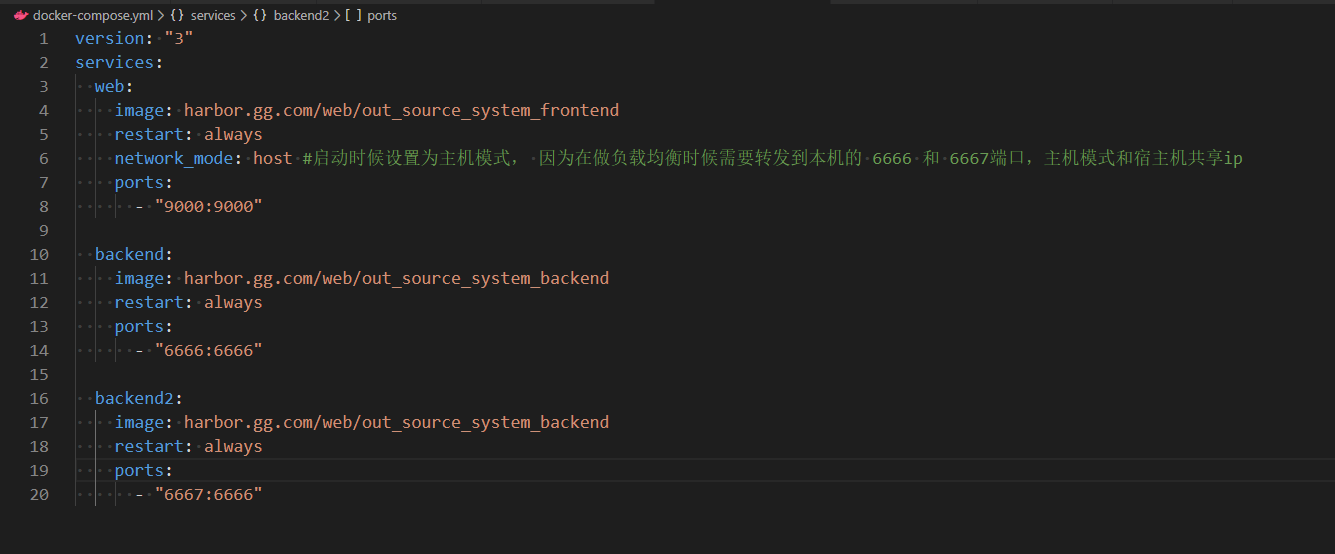 docker-compose.yml > {} services > {} backend2 > [ ] ports
1 version: "3"
2 services:
3   web:
4     image: harbor.gg.com/web/out_source_system_frontend
5     restart: always
6     network_mode: host #启动时候设置为主机模式， 因为在做负载均衡时候需要转发到本机的 6666 和 6667端口，主机模式和宿主机共享ip
7     ports:
8       - "9000:9000"
9
10   backend:
11     image: harbor.gg.com/web/out_source_system_backend
12     restart: always
13     ports:
14       - "6666:6666"
15
16   backend2:
17     image: harbor.gg.com/web/out_source_system_backend
18     restart: always
19     ports:
20       - "6667:6666"